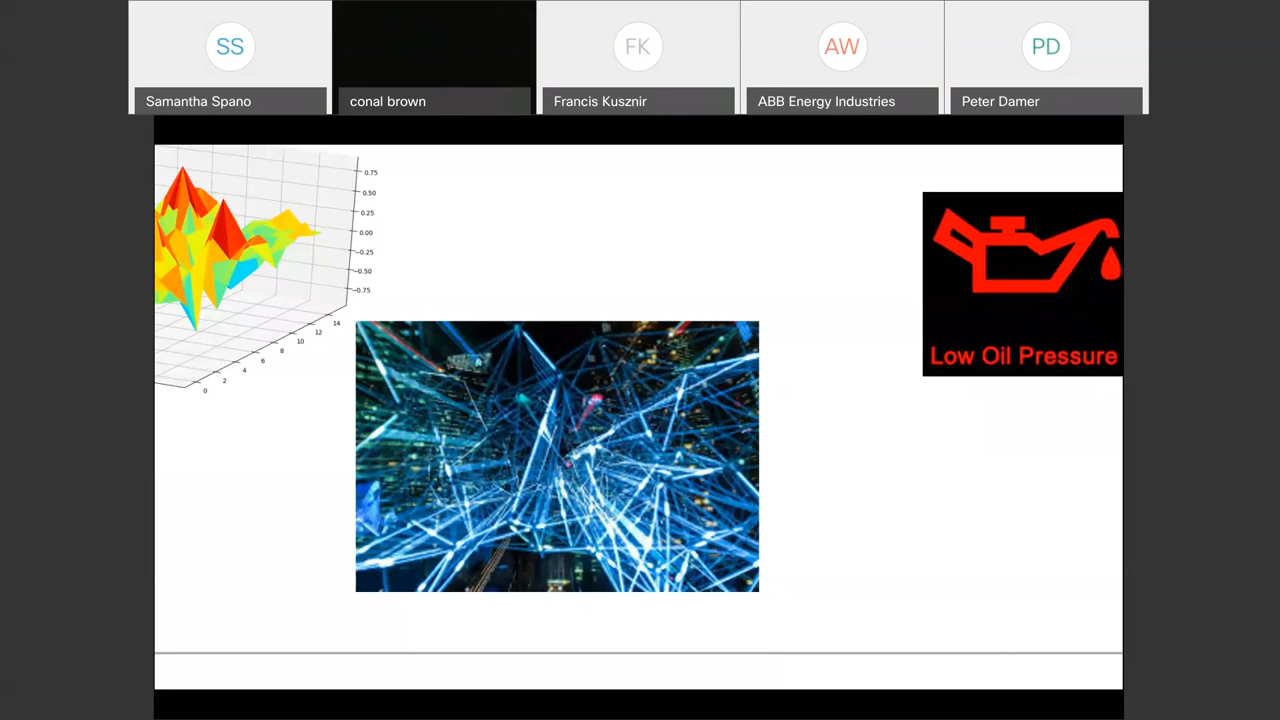 SS
FK
AW
PD
Samantha Spano
conal brown
Francis Kusznir
ABB Energy Industries
Peter Damer
0.75
0.50
0.25
0.00
−0.25
−0.50
−0.75
14
12
10
8
6
4
2
0
Low Oil Pressure